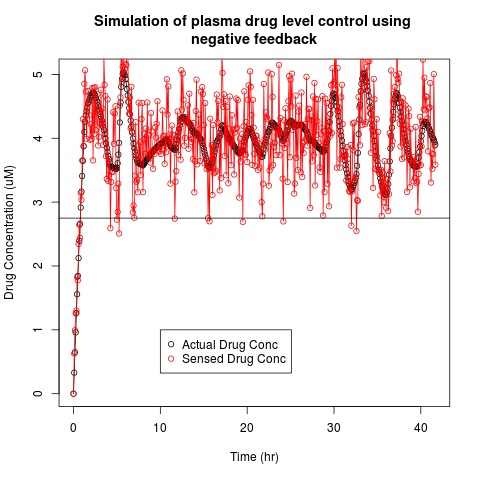 Simulation of plasma drug level control using
negative feedback
Drug Concentration (uM)
5
4
3
2
1
0
Actual Drug Conc
Sensed Drug Conc
0 10 20 30 40
Time (hr)